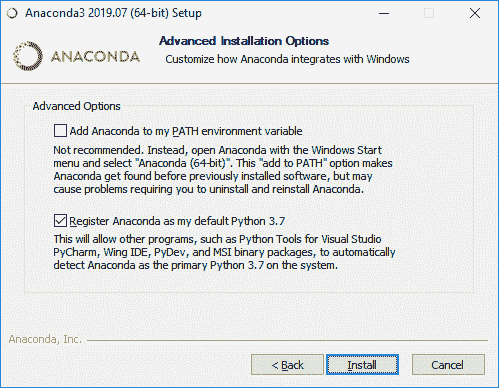 Anaconda3 2019.07 (64-bit) Setup
ANACONDA
Advanced Installation Options
Customize how Anaconda integrates with Windows
Advanced Options
Add Anaconda to my PATH environment variable
Not recommended. Instead, open Anaconda with the Windows Start
menu and select "Anaconda (64-bit)". This "add to PATH" option makes
Anaconda get found before previously installed software, but may
cause problems requiring you to uninstall and reinstall Anaconda.
Register Anaconda as my default Python 3.7
This will allow other programs, such as Python Tools for Visual Studio
PyCharm, Wing IDE, PyDev, and MSI binary packages, to automatically
detect Anaconda as the primary Python 3.7 on the system.
Anaconda, Inc.
< Back
Install
Cancel